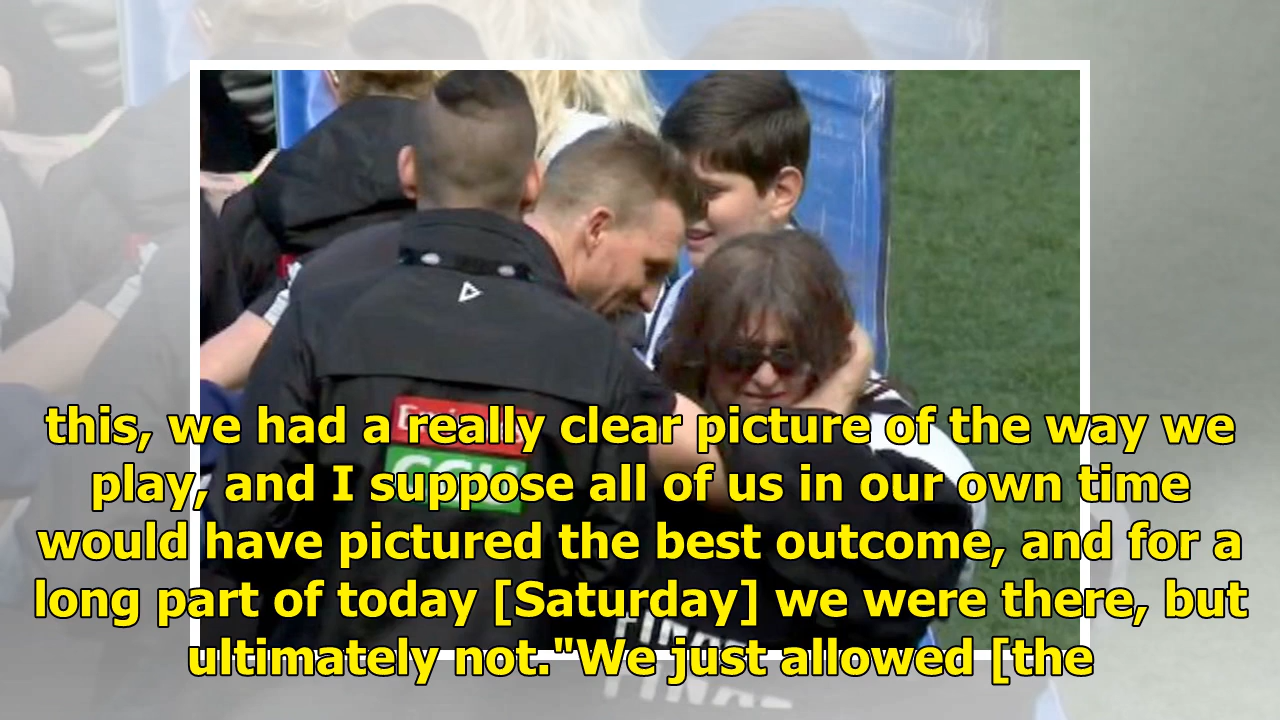 this, we had a really clear picture of the way we
play, and I suppose all of us in our own time
would have pictured the best outcome, and for a
long part of today [Saturday] we were there, but
ultimately not."We just allowed [the